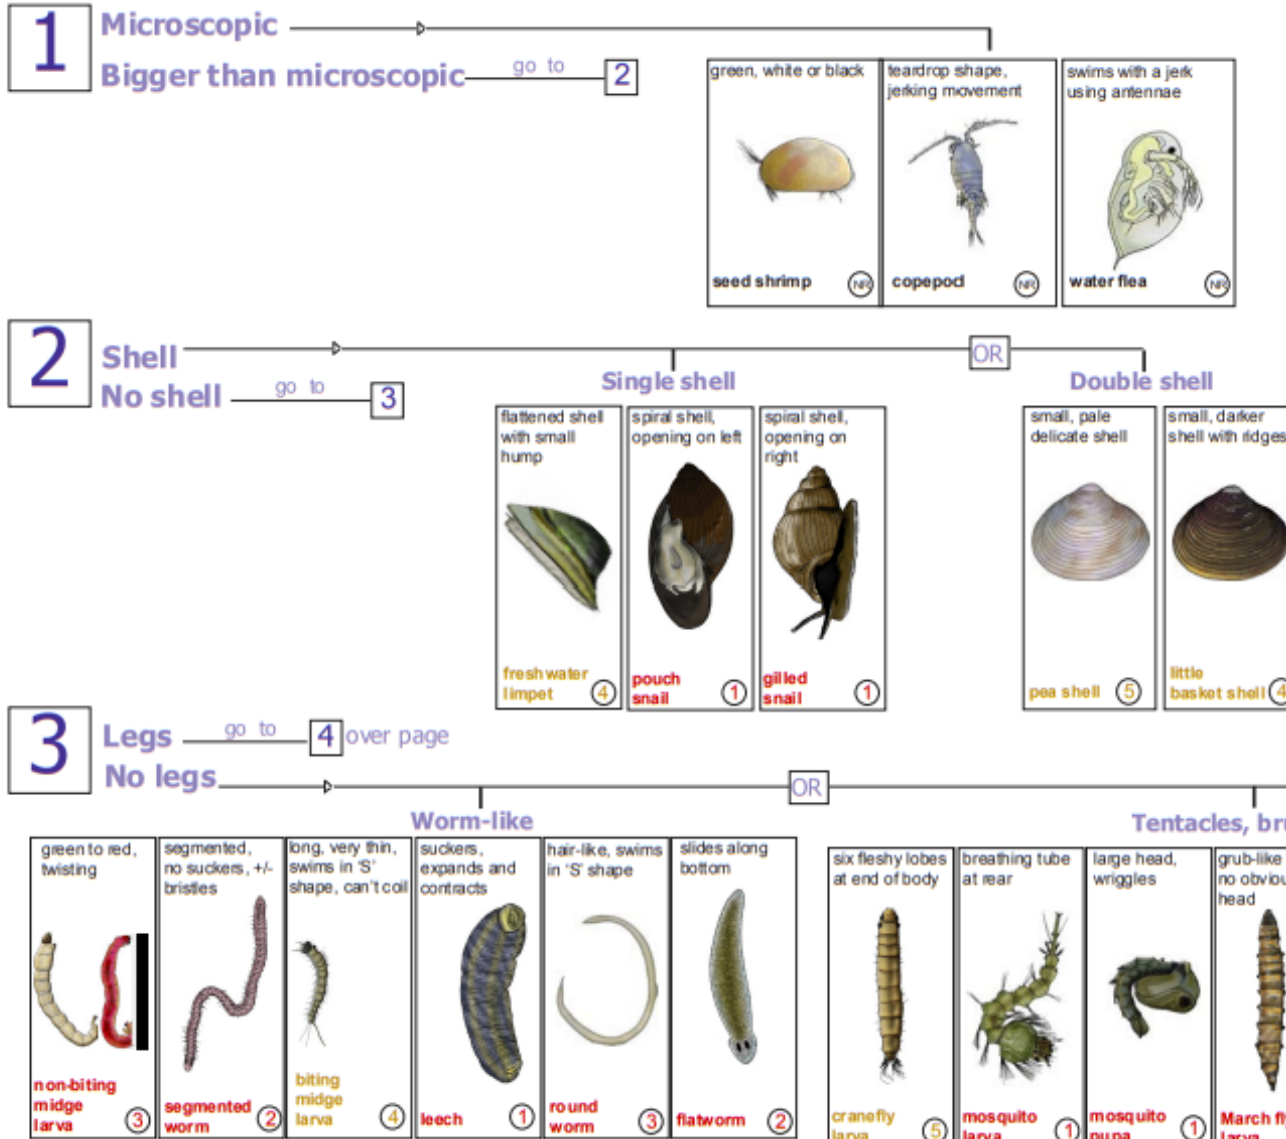 1
Microscopic
Bigger than microscopic go to 2
green, white or black
seed shrimp NR
teardrop shape,
jerking movement
copepod NR
swims with a jerk
using antennae
water flea NR
2
Shell
No shell go to 3
OR
Single shell
flattened shell
with small
hump
freshwater
limpet 4
spiral shell,
opening on left
pouch
snail 1
spiral shell,
opening on
right
gilled
snail 1
Double shell
small, pale
delicate shell
pea shell 5
small, darker
shell with ridges
little
basket shell 4
3
Legs go to 4 over page
No legs
OR
Worm-like
green to red,
twisting
non-biting
midge
larva 3
segmented,
no suckers, +/-
bristles
segmented
worm 2
long, very thin,
swims in 'S'
shape, can't coil
biting
midge
larva 4
suckers,
expands and
contracts
leech 1
hair-like, swims
in 'S' shape
round
worm 3
slides along
bottom
flatworm 2
Tentacles, bru
six fleshy lobes
at end of body
cranefly
larva 5
breathing tube
at rear
mosquito
larva 1
large head,
wriggles
mosquito
pupa 1
grub-like
no obviou
head
March fl
larva